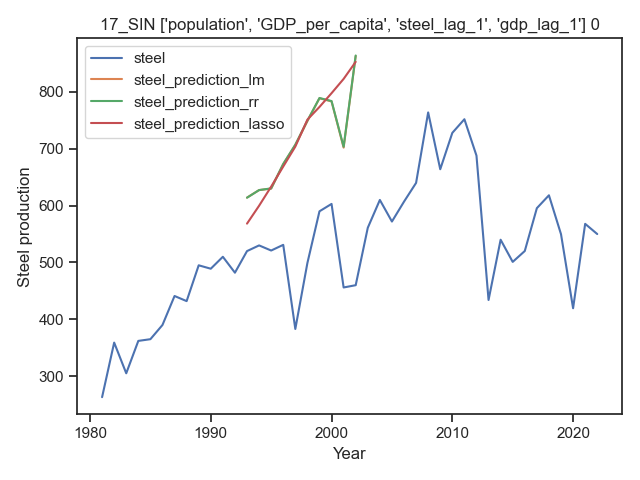 17_SIN ['population', 'GDP_per_capita', 'steel_lag_1', 'gdp_lag_1'] 0
steel
steel_prediction_lm
steel_prediction_rr
steel_prediction_lasso
Steel production
800
700
600
500
400
300
1980
1990
2000
2010
2020
Year